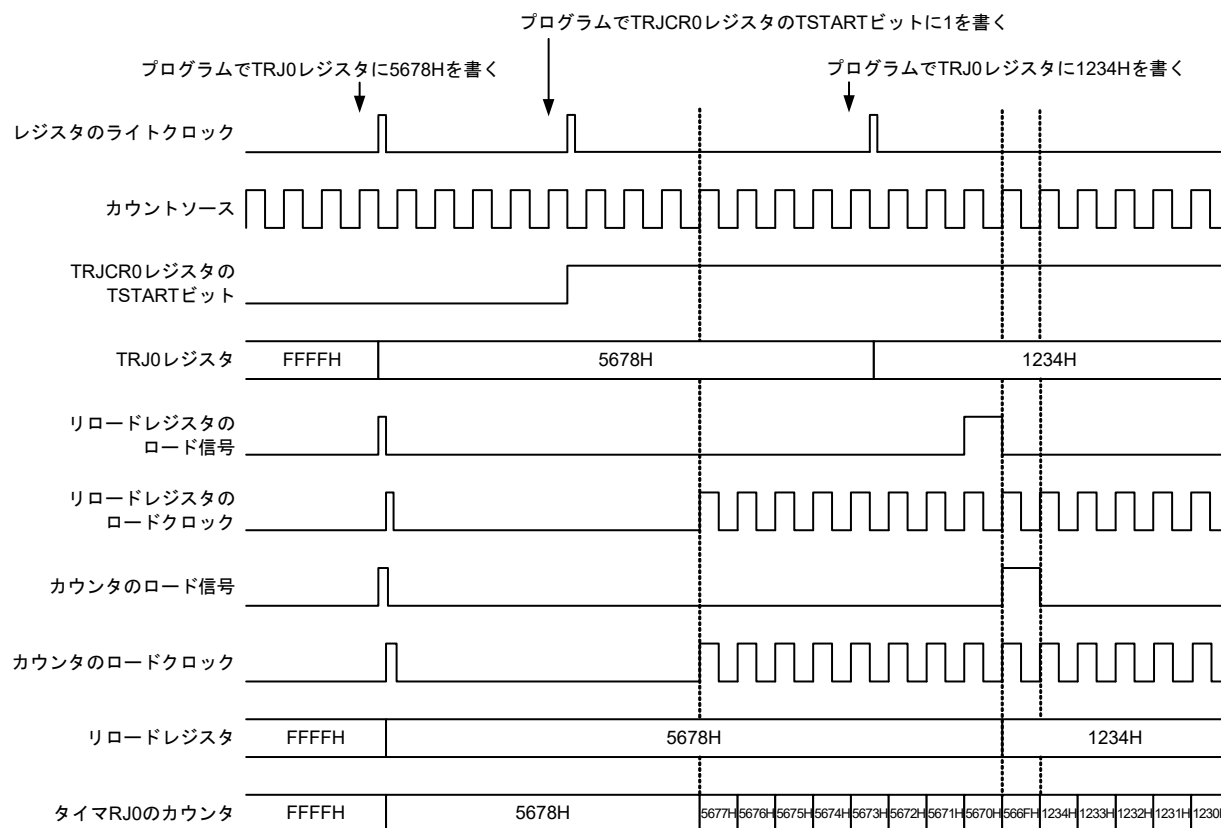 プログラムでTRJCR0レジスタのTSTARTビットに1を書く
プログラムでTRJ0レジスタに5678Hを書く
プログラムでTRJ0レジスタに1234Hを書く
レジスタのライトクロック
カウントソース
TRJCR0レジスタの
TSTARTビット
TRJ0レジスタ FFFFH 5678H 1234H
リロードレジスタの
ロード信号
リロードレジスタの
ロードクロック
カウンタのロード信号
カウンタのロードクロック
リロードレジスタ FFFFH 5678H 1234H
タイマRJ0のカウンタ FFFFH 5678H 5677H 5676H 5675H 5674H 5673H 5672H 5671H 5670H 566FH 1234H 1233H 1232H 1231H 1230H